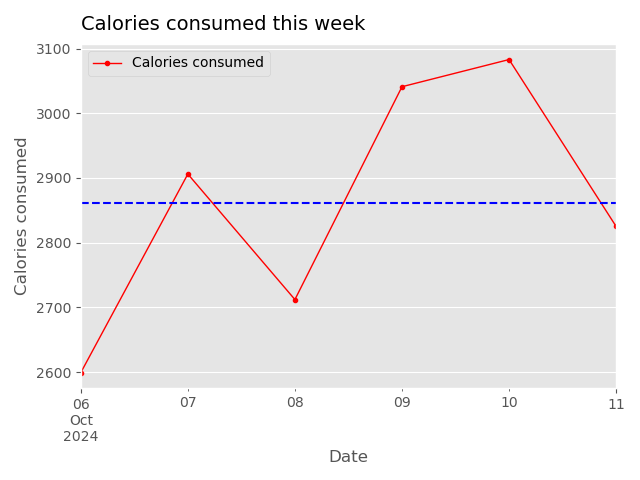 Calories consumed this week
Calories consumed
3100
3000
2900
2800
2700
2600
Calories consumed
06 07 08 09 10 11
Oct
2024
Date